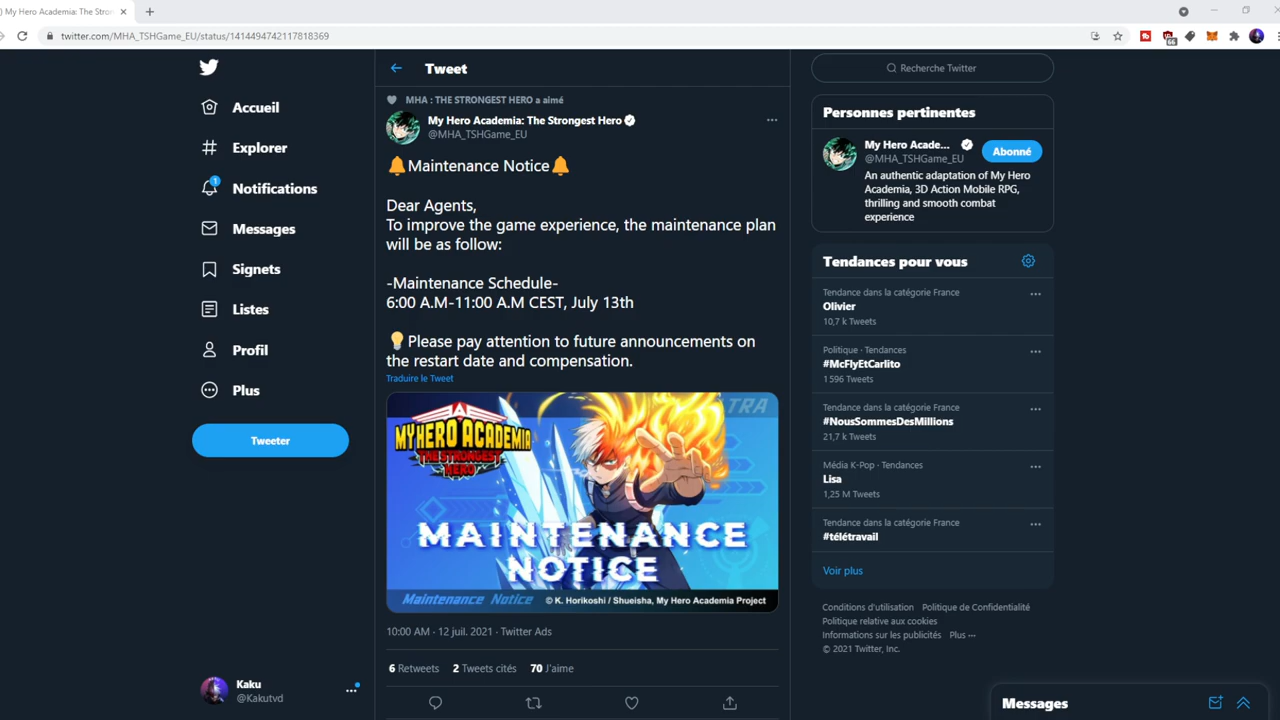 ) My Hero Academia: The Stron
twitter.com/MHA_TSHGame_EU/status/1414494742117818369
66
Accueil
Explorer
1
Notifications
Messages
Signets
Listes
Profil
Plus
Tweeter
Kaku
@Kakutvd
Tweet
MHA : THE STRONGEST HERO a aimé
My Hero Academia: The Strongest Hero
@MHA_TSHGame_EU
🔔Maintenance Notice🔔
Dear Agents,
To improve the game experience, the maintenance plan
will be as follow:
-Maintenance Schedule-
6:00 A.M-11:00 A.M CEST, July 13th
💡Please pay attention to future announcements on
the restart date and compensation.
Traduire le Tweet
TRA
MY HERO ACADEMIA
THE STRONGEST
HERO
MAINTENANCE
NOTICE
Maintenance Notice © K. Horikoshi / Shueisha, My Hero Academia Project
10:00 AM · 12 juil. 2021 · Twitter Ads
6 Retweets 2 Tweets cités 70 J'aime
Recherche Twitter
Personnes pertinentes
My Hero Acade...
@MHA_TSHGame_EU
Abonné
An authentic adaptation of My Hero
Academia, 3D Action Mobile RPG,
thrilling and smooth combat
experience
Tendances pour vous
Tendance dans la catégorie France
Olivier
10,7 k Tweets
Politique · Tendances
#McFlyEtCarlito
1 596 Tweets
Tendance dans la catégorie France
#NousSommesDesMillions
21,7 k Tweets
Média K-Pop · Tendances
Lisa
1,25 M Tweets
Tendance dans la catégorie France
#télétravail
Voir plus
Conditions d'utilisation Politique de Confidentialité
Politique relative aux cookies
Informations sur les publicités Plus ···
© 2021 Twitter, Inc.
Messages